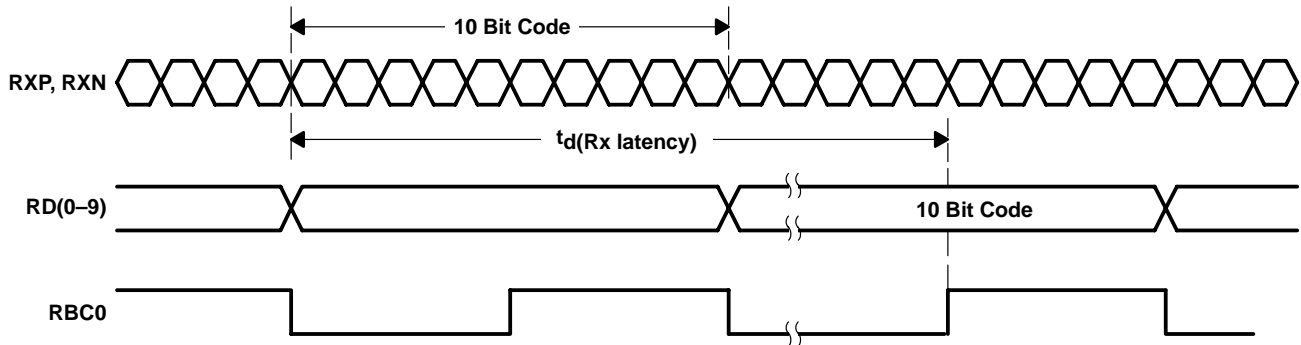 10 Bit Code
RXP, RXN
td(Rx latency)
RD(0–9)
10 Bit Code
RBC0